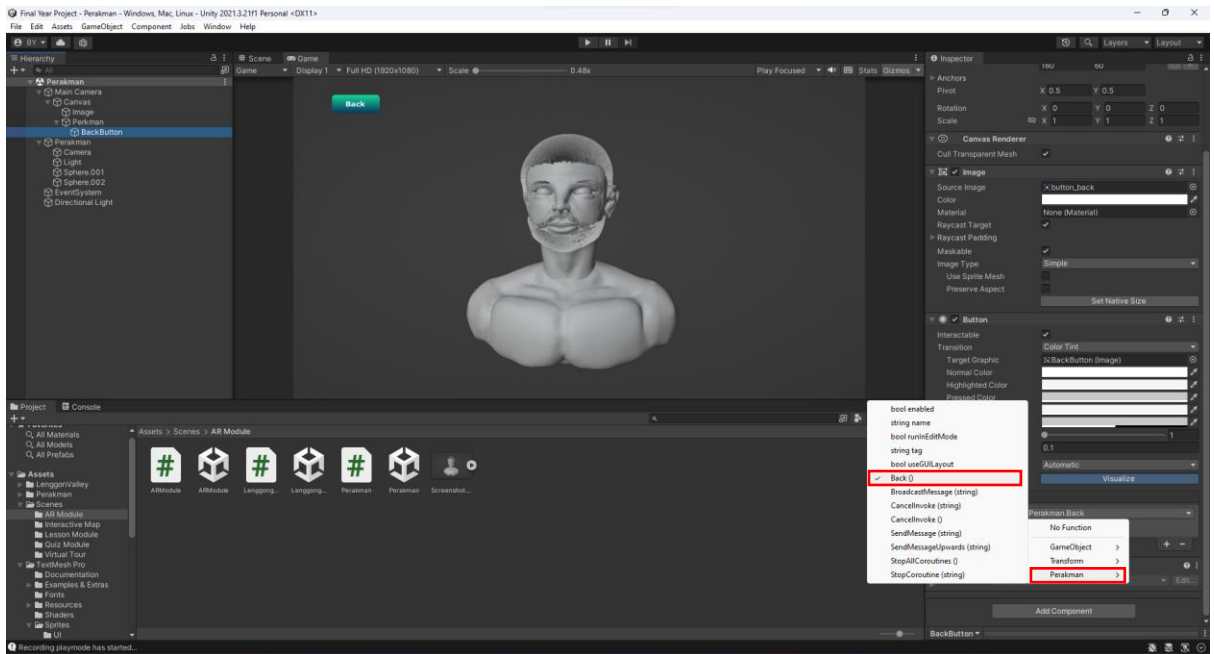 Final Year Project - Perakman - Windows, Mac, Linux - Unity 2021.3.21f1 Personal <DX11>
File Edit Assets GameObject Component Jobs Window Help
BY
Layers
Layout
Hierarchy
All
Perakman
Main Camera
Canvas
Image
Perkman
BackButton
Perakman
Camera
Light
Sphere.001
Sphere.002
EventSystem
Directional Light
Scene
Game
Game
Display 1
Full HD (1920x1080)
Scale
0.48x
Play Focused
Stats
Gizmos
Back
Inspector
160
60
Anchors
Pivot
X 0.5
Y 0.5
Rotation
X 0
Y 0
Z 0
Scale
X 1
Y 1
Z 1
Canvas Renderer
Cull Transparent Mesh
Image
Source Image
button_back
Color
Material
None (Material)
Raycast Target
Raycast Padding
Maskable
Image Type
Simple
Use Sprite Mesh
Preserve Aspect
Set Native Size
Button
Interactable
Transition
Color Tint
Target Graphic
BackButton (Image)
Normal Color
Highlighted Color
Pressed Color
1
0.1
Automatic
Visualize
Perakman.Back
No Function
GameObject
Transform
Perakman
Edit...
Add Component
BackButton
bool enabled
string name
bool runInEditMode
string tag
bool useGUILayout
Back ()
BroadcastMessage (string)
CancelInvoke (string)
CancelInvoke ()
SendMessage (string)
SendMessageUpwards (string)
StopAllCoroutines ()
StopCoroutine (string)
Project
Console
Favorites
All Materials
All Models
All Prefabs
Assets
LenggonValley
Perakman
Scenes
AR Module
Interactive Map
Lesson Module
Quiz Module
Virtual Tour
TextMesh Pro
Documentation
Examples & Extras
Fonts
Resources
Shaders
Sprites
UI
Assets > Scenes > AR Module
ARModule
ARModule
Lenggong...
Lenggong...
Perakman
Perakman
Screenshot...
Recording playmode has started...